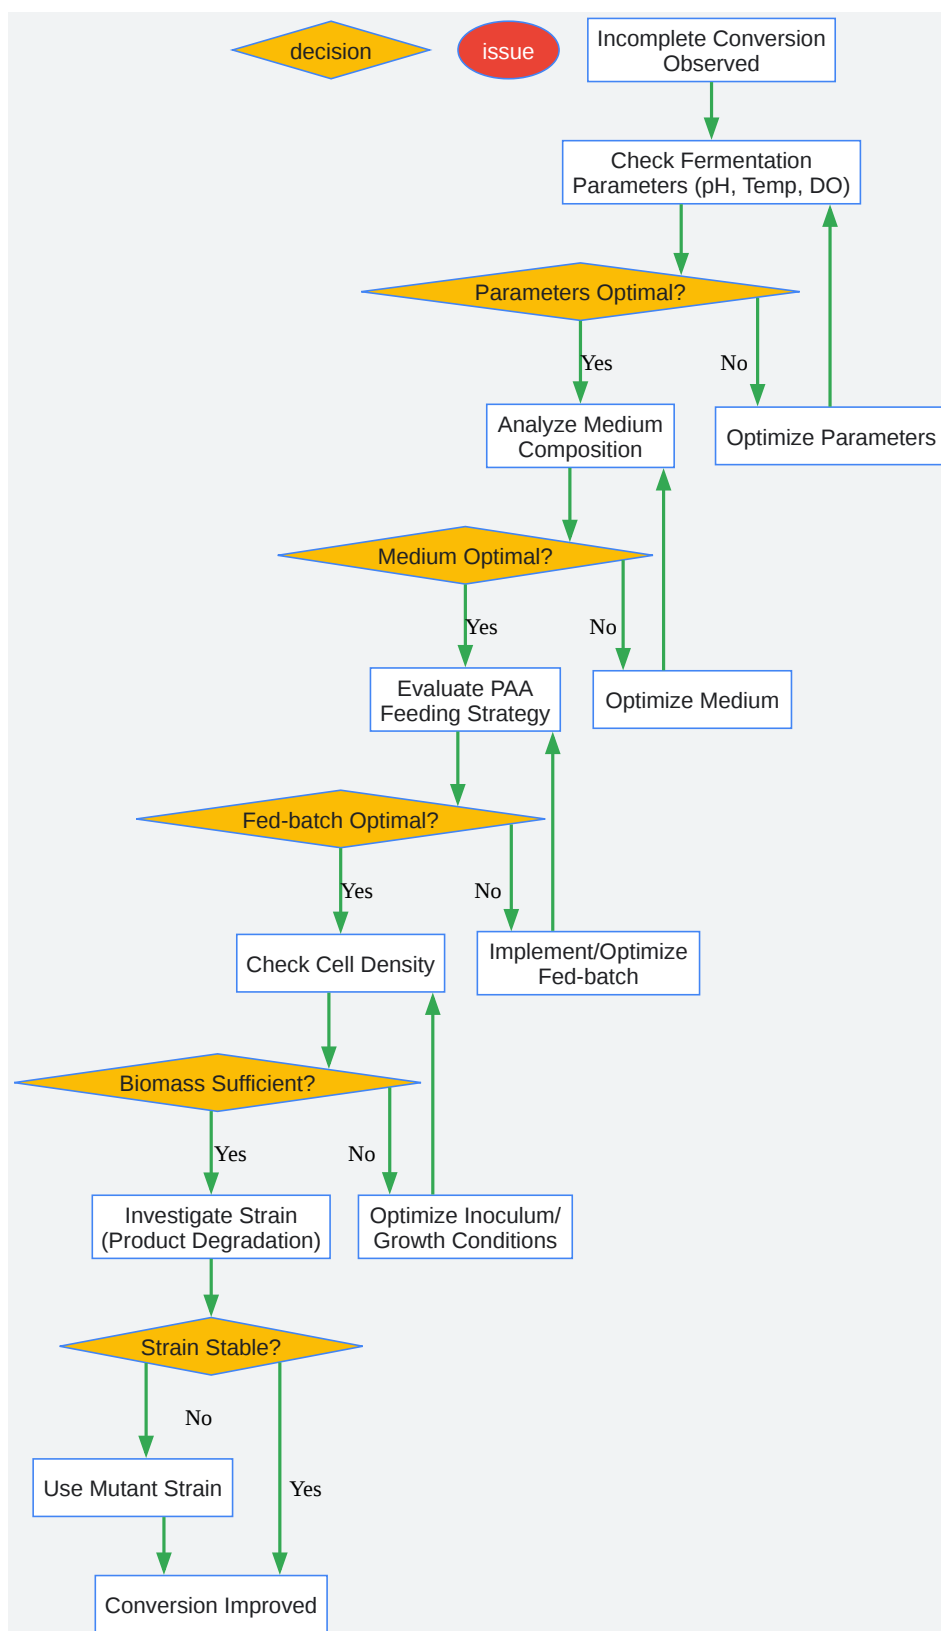 decision
issue
Incomplete Conversion
Observed
Check Fermentation
Parameters (pH, Temp, DO)
Parameters Optimal?
Yes
No
Analyze Medium
Composition
Optimize Parameters
Medium Optimal?
Yes
No
Evaluate PAA
Feeding Strategy
Optimize Medium
Fed-batch Optimal?
Yes
No
Check Cell Density
Implement/Optimize
Fed-batch
Biomass Sufficient?
Yes
No
Investigate Strain
(Product Degradation)
Optimize Inoculum/
Growth Conditions
Strain Stable?
No
Yes
Use Mutant Strain
Conversion Improved